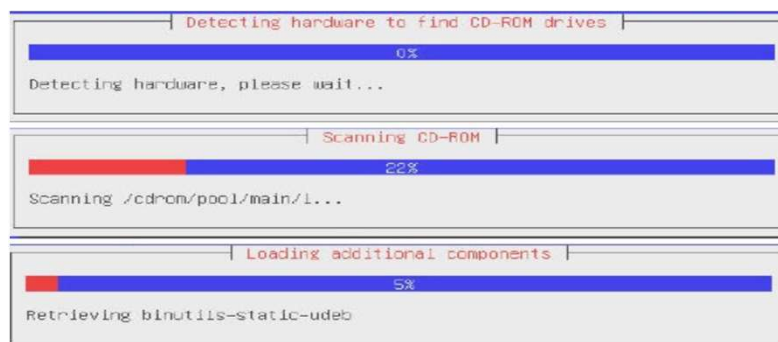 Detecting hardware to find CD-ROM drives
0%
Detecting hardware, please wait...
Scanning CD-ROM
22%
Scanning /cdrom/pool/main/l...
Loading additional components
5%
Retrieving binutils-static-udeb